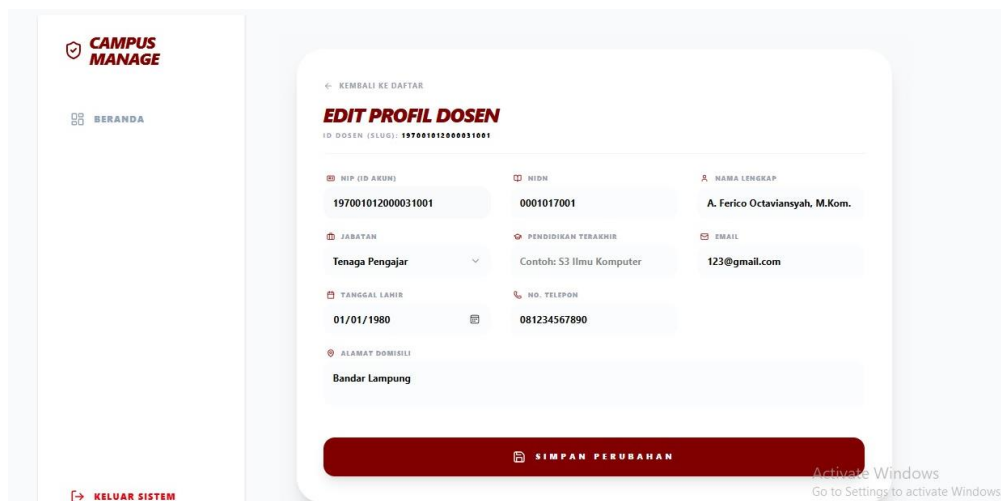 CAMPUS
MANAGE
BERANDA
KELUAR SISTEM
← KEMBALI KE DAFTAR
EDIT PROFIL DOSEN
ID DOSEN (SLUG): 197001012000031001
NIP (ID AKUN)
197001012000031001
NIDN
0001017001
NAMA LENGKAP
A. Ferico Octaviansyah, M.Kom.
JABATAN
Tenaga Pengajar
PENDIDIKAN TERAKHIR
Contoh: S3 Ilmu Komputer
EMAIL
123@gmail.com
TANGGAL LAHIR
01/01/1980
NO. TELEPON
081234567890
ALAMAT DOMISILI
Bandar Lampung
SIMPAN PERUBAHAN
Activate Windows
Go to Settings to activate Windows